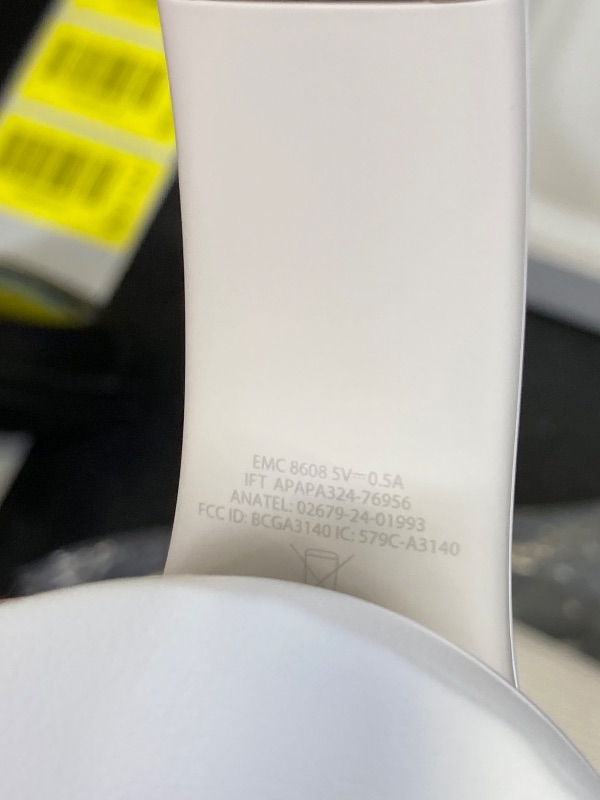 EMC 8608 5V⎓0.5A
IFT APAPA324-76956
ANATEL: 02679-24-01993
FCC ID: BCGA3140 IC: 579C-A3140